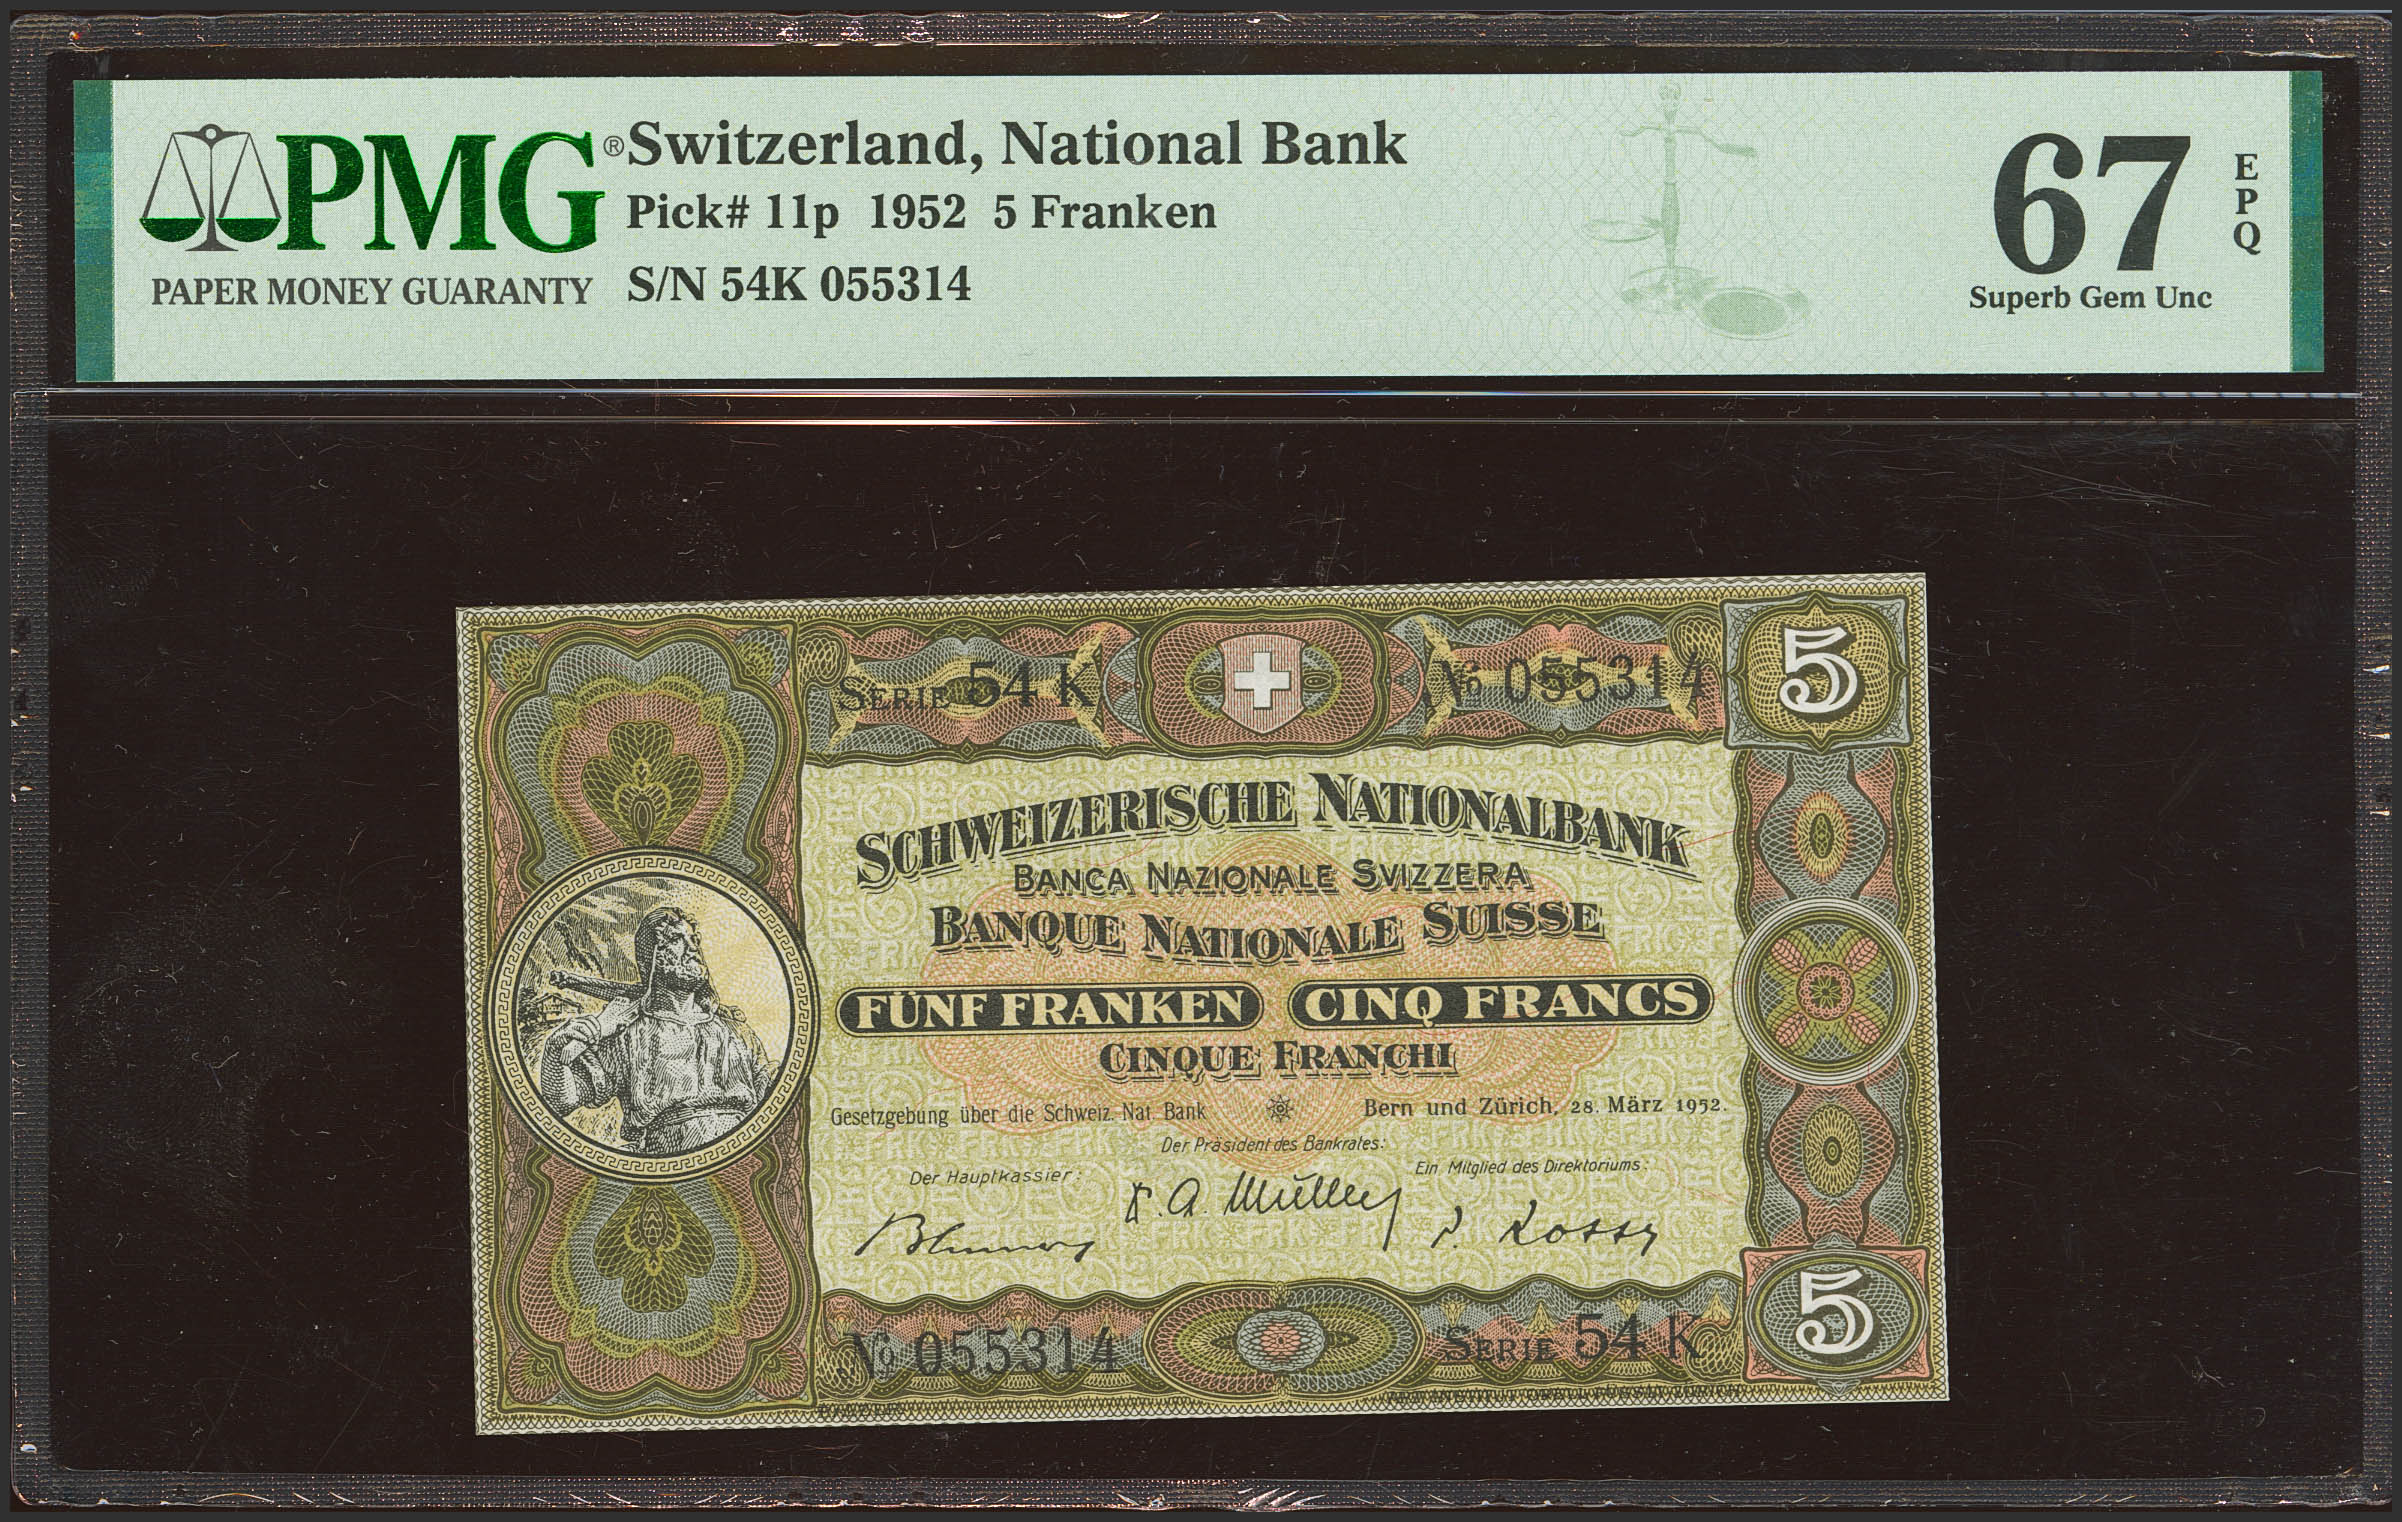 PMG®
PAPER MONEY GUARANTY
Switzerland, National Bank
Pick# 11p 1952 5 Franken
S/N 54K 055314
67
EPQ
Superb Gem Unc
SERIE 54 K
No 055314
5
SCHWEIZERISCHE NATIONALBANK
BANCA NAZIONALE SVIZZERA
BANQUE NATIONALE SUISSE
FÜNF FRANKEN CINQ FRANCS
CINQUE FRANCHI
Gesetzgebung über die Schweiz. Nat. Bank
Bern und Zürich, 28. März 1952.
Der Präsident des Bankrates:
Der Hauptkassier:
Ein Mitglied des Direktoriums:
No 055314
SERIE 54 K
5